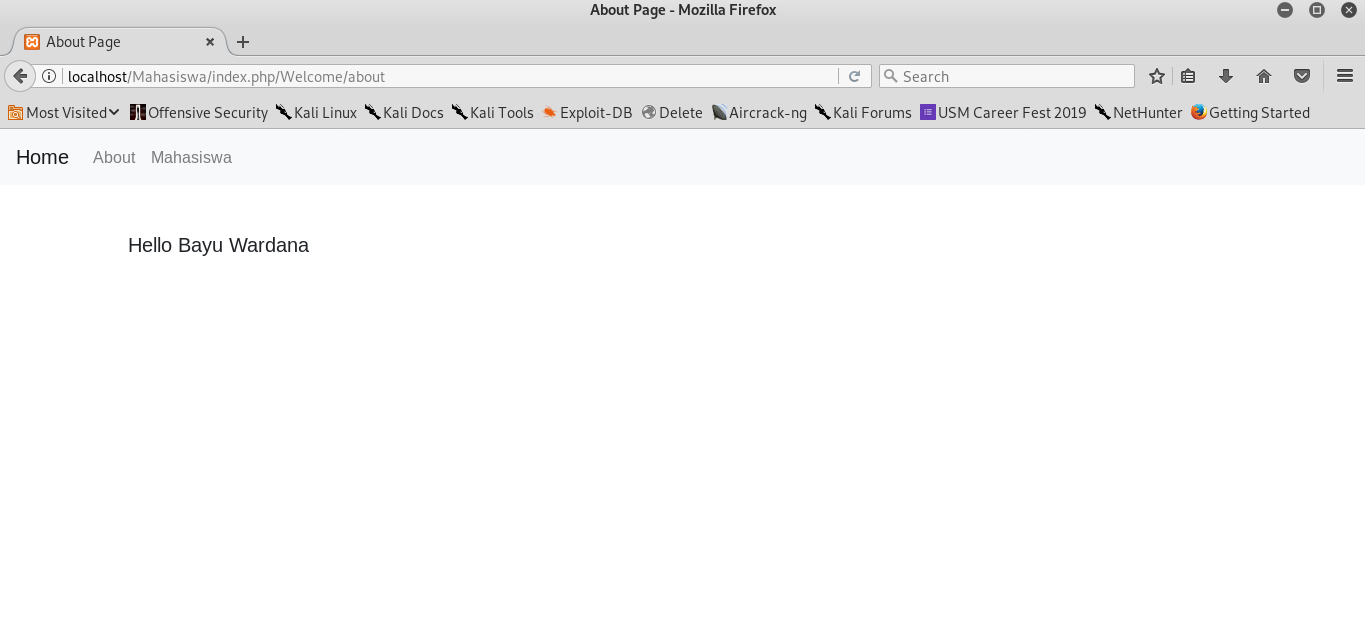 About Page - Mozilla Firefox
About Page
localhost/Mahasiswa/index.php/Welcome/about
Search
Most Visited Offensive Security Kali Linux Kali Docs Kali Tools Exploit-DB Delete Aircrack-ng Kali Forums USM Career Fest 2019 NetHunter Getting Started
Home About Mahasiswa
Hello Bayu Wardana